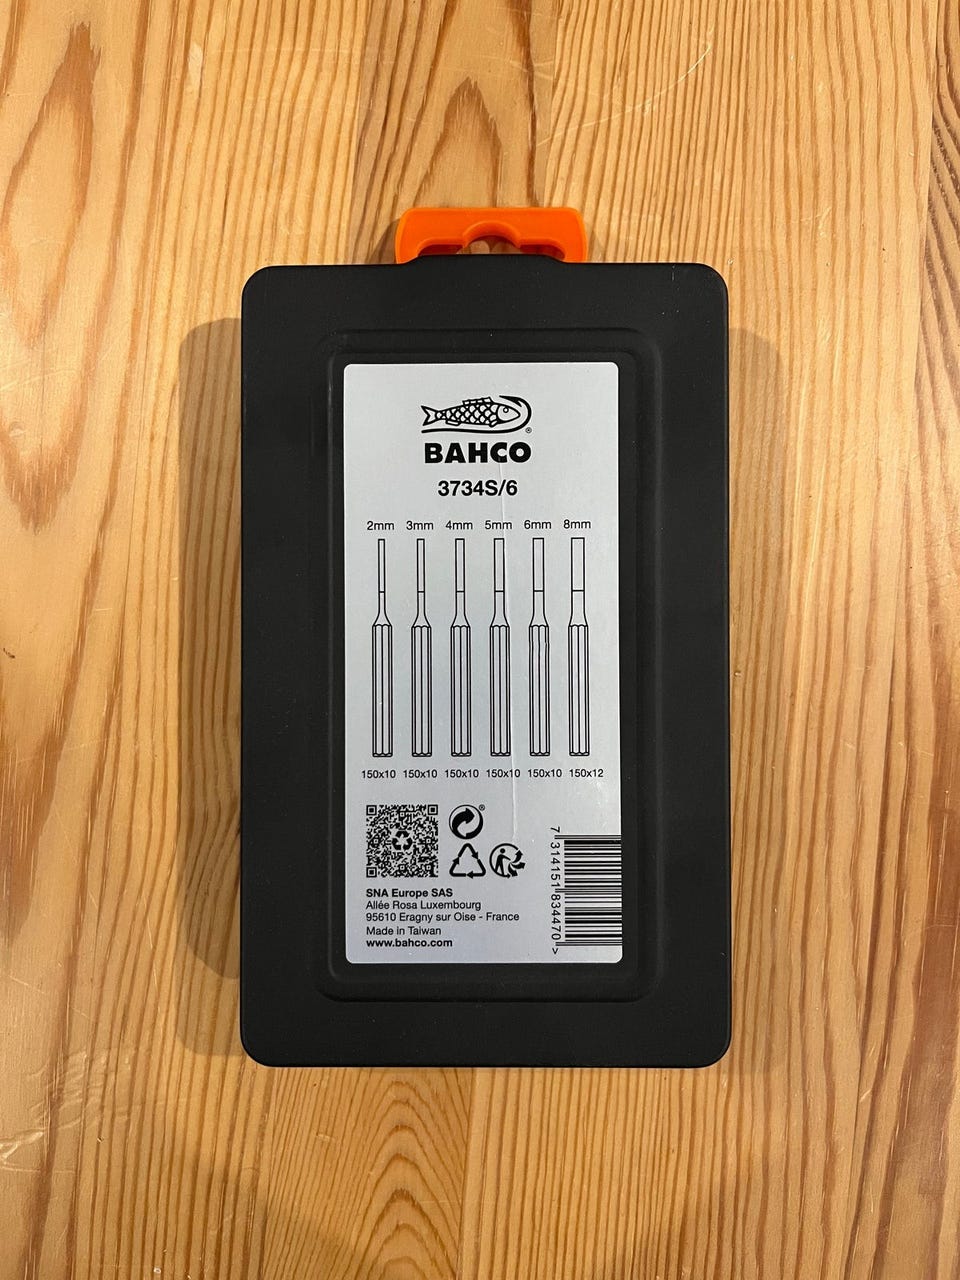 BAHCO
3734S/6
2mm 3mm 4mm 5mm 6mm 8mm
150x10 150x10 150x10 150x10 150x10 150x12
SNA Europe SAS
Allée Rosa Luxembourg
95610 Eragny sur Oise - France
Made in Taiwan
www.bahco.com
7 314151 834470 >